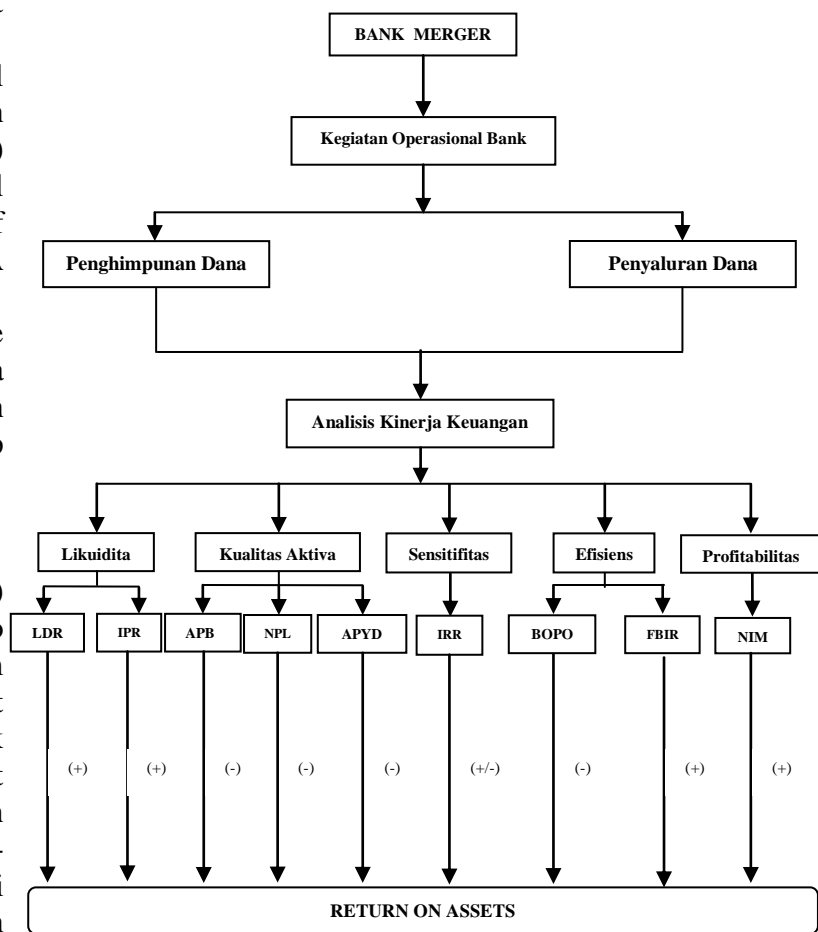 BANK MERGER
Kegiatan Operasional Bank
Penghimpunan Dana
Penyaluran Dana
Analisis Kinerja Keuangan
Likuidita
Kualitas Aktiva
Sensitifitas
Efisiens
Profitabilitas
LDR
IPR
APB
NPL
APYD
IRR
BOPO
FBIR
NIM
(+)
(+)
(-)
(-)
(-)
(+/-)
(-)
(+)
(+)
RETURN ON ASSETS